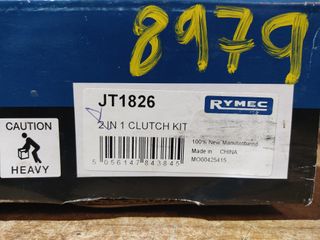 8979
JT1826
RYMEC
2 IN 1 CLUTCH KIT
5 056147 843845
100% New Manufactured
Made in CHINA
MO00425415
CAUTION
HEAVY